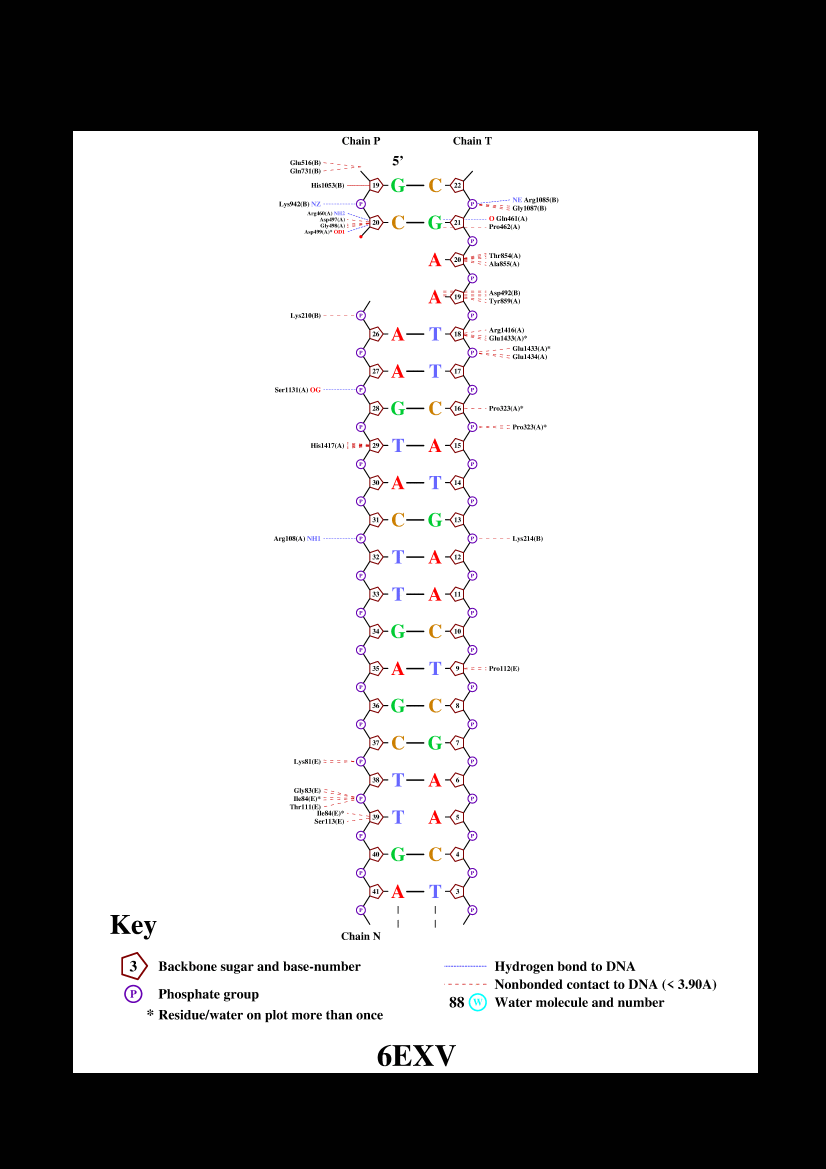 Chain P Chain T
5'
Glu516(B)
Gln731(B)
His1053(B) 19 G C 22
Lys942(B) NZ P P NE Arg1085(B)
Gly1087(B)
Arg460(A) NH2
Asp497(A)
Gly498(A)
Asp499(A)* OD1
20 C G 21 O Gln461(A)
Pro462(A)
P
A 20 Thr854(A)
Ala855(A)
P
A 19 Asp492(B)
Tyr859(A)
Lys210(B) P P
26 A T 18 Arg1416(A)
Glu1433(A)*
P P Glu1433(A)*
Glu1434(A)
27 A T 17
Ser1131(A) OG P P
28 G C 16 Pro323(A)*
P P Pro323(A)*
His1417(A) 29 T A 15
P P
30 A T 14
P P
31 C G 13
Arg108(A) NH1 P P Lys214(B)
32 T A 12
P P
33 T A 11
P P
34 G C 10
P P
35 A T 9 Pro112(E)
P P
36 G C 8
P P
37 C G 7
Lys81(E) P P
38 T A 6
Gly83(E)
Ile84(E)* P P
Thr111(E)
Ile84(E)*
Ser113(E)
39 T A 5
P P
40 G C 4
P P
41 A T 3
P P
Chain N
Key
3 Backbone sugar and base-number
P Phosphate group
* Residue/water on plot more than once
Hydrogen bond to DNA
Nonbonded contact to DNA (< 3.90A)
88 W Water molecule and number
6EXV